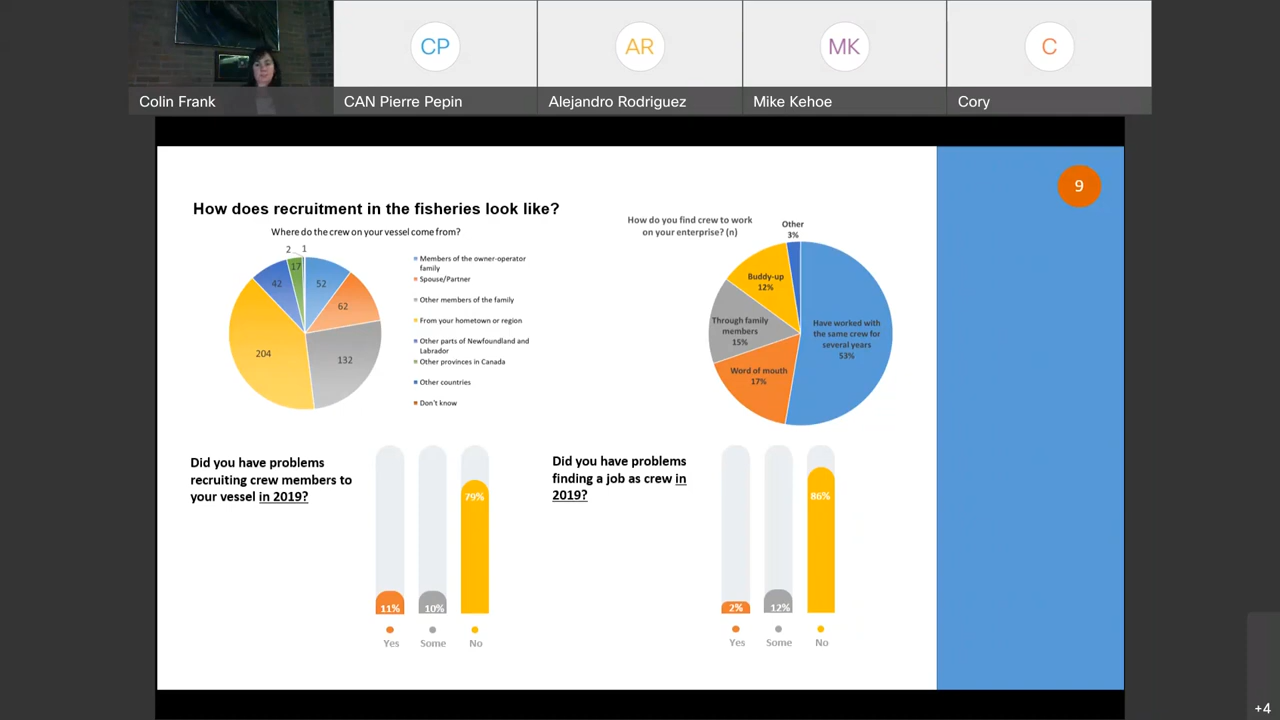 CP
AR
MK
C
Colin Frank
CAN Pierre Pepin
Alejandro Rodriguez
Mike Kehoe
Cory
9
How does recruitment in the fisheries look like?
Where do the crew on your vessel come from?
2
1
17
42
52
62
204
132
Members of the owner-operator
family
Spouse/Partner
Other members of the family
From your hometown or region
Other parts of Newfoundland and
Labrador
Other provinces in Canada
Other countries
Don't know
How do you find crew to work
on your enterprise? (n)
Other
3%
Buddy-up
12%
Through family
members
15%
Word of mouth
17%
Have worked with
the same crew for
several years
53%
Did you have problems
recruiting crew members to
your vessel in 2019?
11%
10%
79%
Yes
Some
No
Did you have problems
finding a job as crew in
2019?
2%
12%
86%
Yes
Some
No
+4